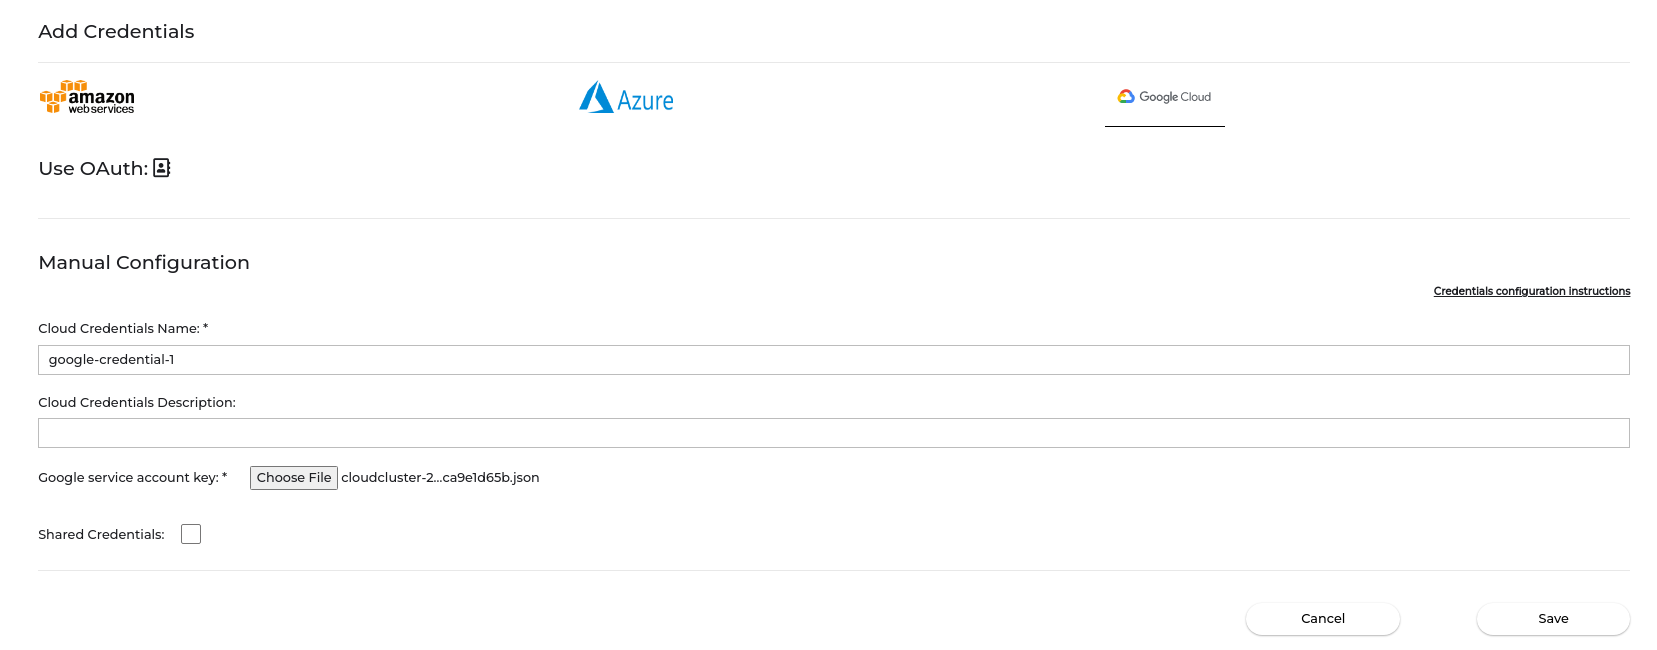 Add Credentials
amazon
web services
Azure
Google Cloud
Use OAuth:
Manual Configuration
Credentials configuration instructions
Cloud Credentials Name: *
google-credential-1
Cloud Credentials Description:
Google service account key: * Choose File cloudcluster-2...ca9e1d65b.json
Shared Credentials:
Cancel Save